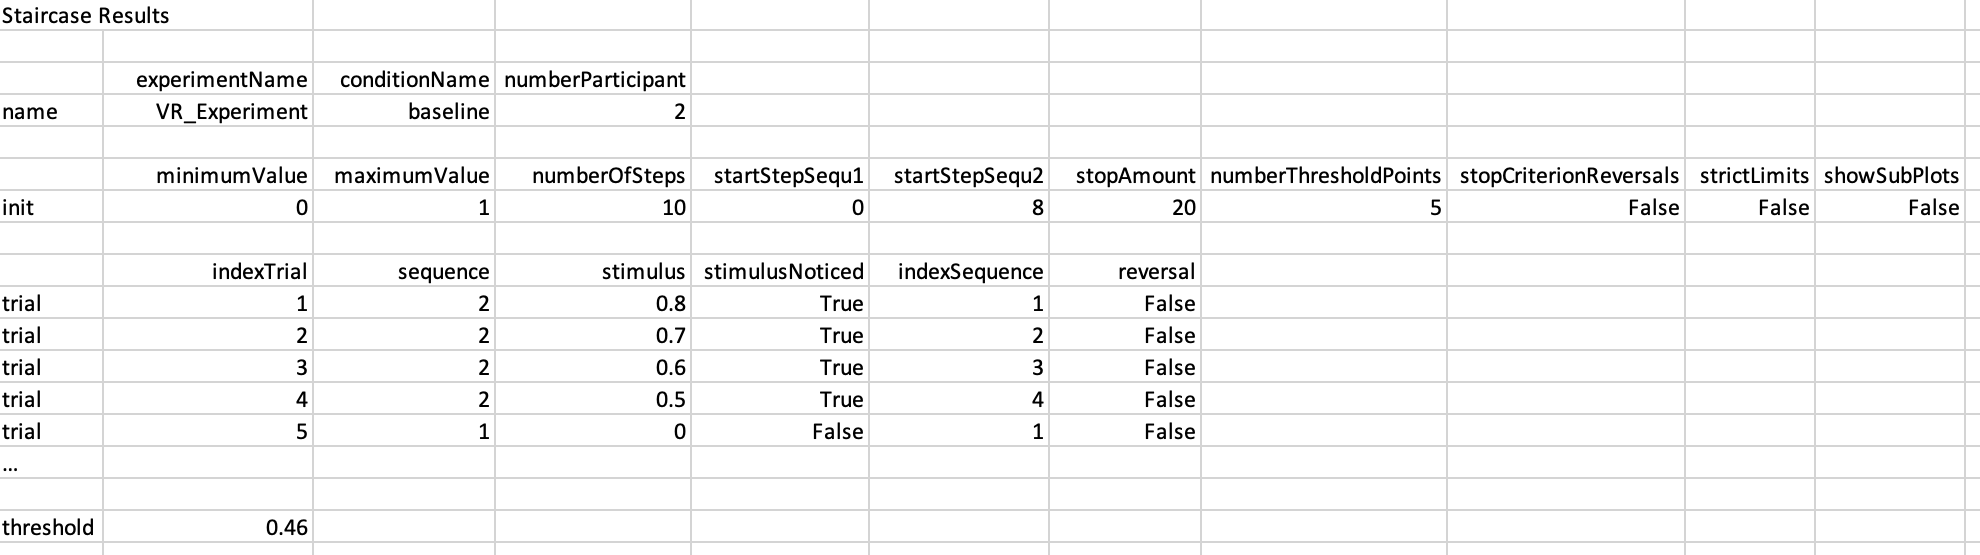 Staircase Results
experimentName conditionName numberParticipant
name VR_Experiment baseline 2
minimumValue maximumValue numberOfSteps startStepSequ1 startStepSequ2 stopAmount numberThresholdPoints stopCriterionReversals strictLimits showSubPlots
init 0 1 10 0 8 20 5 False False False
indexTrial sequence stimulus stimulusNoticed indexSequence reversal
trial 1 2 0.8 True 1 False
trial 2 2 0.7 True 2 False
trial 3 2 0.6 True 3 False
trial 4 2 0.5 True 4 False
trial 5 1 0 False 1 False
...
threshold 0.46